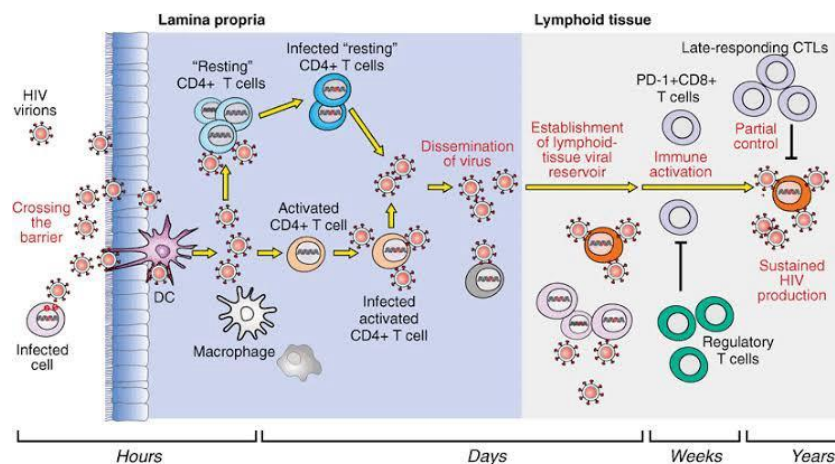 Lamina propria
Lymphoid tissue
HIV
virions
Crossing
the
barrier
Infected
cell
DC
"Resting"
CD4+ T cells
Infected "resting"
CD4+ T cells
Activated
CD4+ T cell
Infected
activated
CD4+ T cell
Macrophage
Dissemination
of virus
Establishment
of lymphoid-
tissue viral
reservoir
PD-1+CD8+
T cells
Immune
activation
Regulatory
T cells
Late-responding CTLs
Partial
control
Sustained
HIV
production
Hours
Days
Weeks
Years